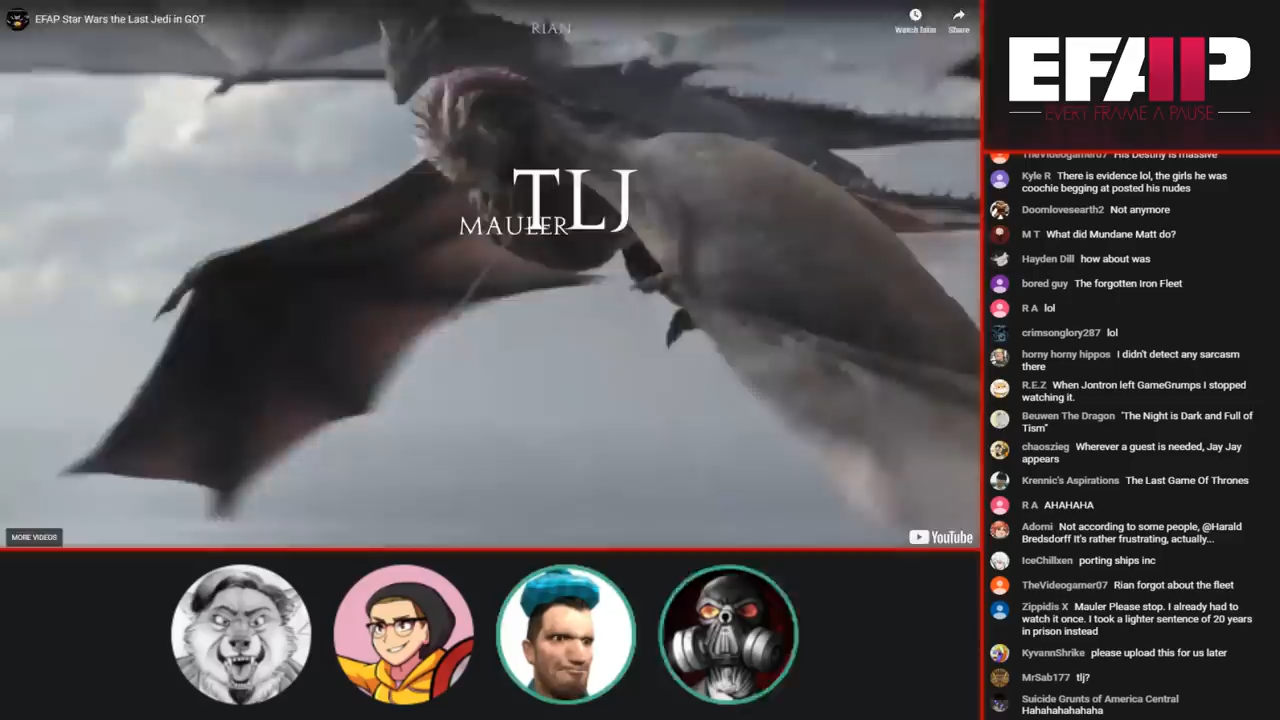 EFAP Star Wars the Last Jedi in GOT
RIAN
Watch later
Share
TLJ
MAULER
MORE VIDEOS
YouTube
EFAP
EVERY FRAME A PAUSE
TheVideogamer07 His Destiny is massive
Kyle R There is evidence lol, the girls he was
coochie begging at posted his nudes
Doomlovesearth2 Not anymore
M T What did Mundane Matt do?
Hayden Dill how about was
bored guy The forgotten Iron Fleet
R A lol
crimsonglory287 lol
horny horny hippos I didn't detect any sarcasm
there
R.E.Z When Jontron left GameGrumps I stopped
watching it.
Beuwen The Dragon "The Night is Dark and Full of
Tism"
chaoszieg Wherever a guest is needed, Jay Jay
appears
Krennic's Aspirations The Last Game Of Thrones
R A AHAHAHA
Adomi Not according to some people, @Harald
Bredsdorff It's rather frustrating, actually...
IceChillxen porting ships inc
TheVideogamer07 Rian forgot about the fleet
Zippidis X Mauler Please stop. I already had to
watch it once. I took a lighter sentence of 20 years
in prison instead
KyvannShrike please upload this for us later
MrSab177 tlj?
Suicide Grunts of America Central
Hahahahahahaha